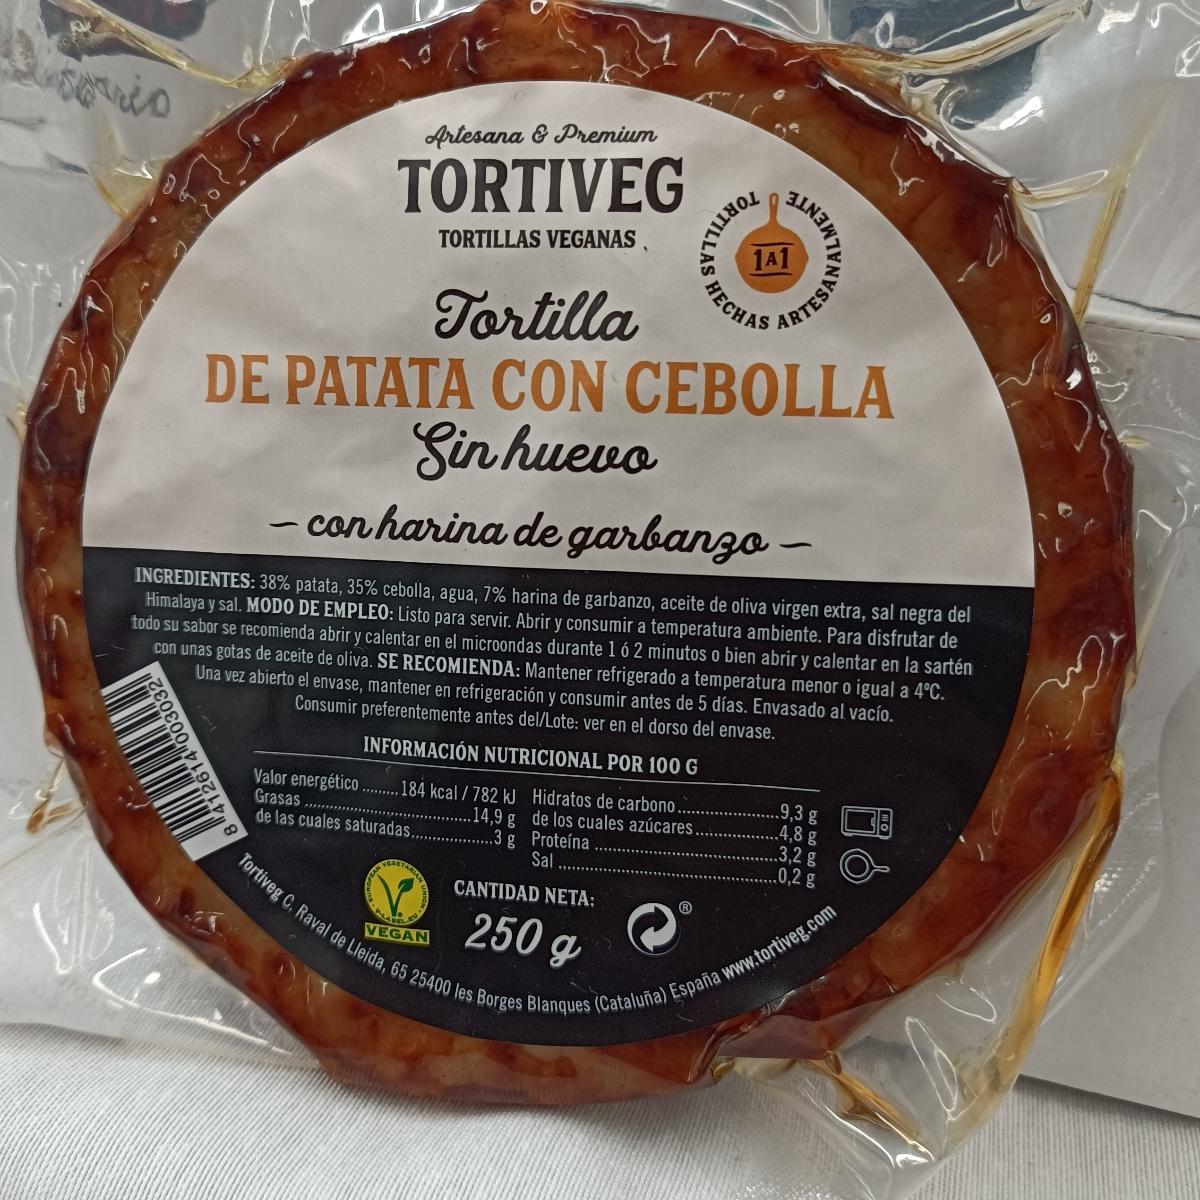 Artesana & Premium
TORTIVEG
TORTILLAS VEGANAS
TORTILLAS HECHAS ARTESANALMENTE
1A1
Tortilla
DE PATATA CON CEBOLLA
Sin huevo
– con harina de garbanzo –
INGREDIENTES: 38% patata, 35% cebolla, agua, 7% harina de garbanzo, aceite de oliva virgen extra, sal negra del
Himalaya y sal. MODO DE EMPLEO: Listo para servir. Abrir y consumir a temperatura ambiente. Para disfrutar de
todo su sabor se recomienda abrir y calentar en el microondas durante 1 ó 2 minutos o bien abrir y calentar en la sartén
con unas gotas de aceite de oliva. SE RECOMIENDA: Mantener refrigerado a temperatura menor o igual a 4ºC.
Una vez abierto el envase, mantener en refrigeración y consumir antes de 5 días. Envasado al vacío.
Consumir preferentemente antes del/Lote: ver en el dorso del envase.
8 412614 003032
INFORMACIÓN NUTRICIONAL POR 100 G
Valor energético ......... 184 kcal / 782 kJ
Grasas ..................................... 14,9 g
de las cuales saturadas.................. 3 g
Hidratos de carbono ................... 9,3 g
de los cuales azúcares ................ 4,8 g
Proteína ..................................... 3,2 g
Sal ............................................. 0,2 g
EUROPEAN VEGETARIAN UNION
V-LABEL.EU
VEGAN
CANTIDAD NETA:
250 g
®
Tortiveg C. Raval de Lleida, 65 25400 les Borges Blanques (Cataluña) España www.tortiveg.com